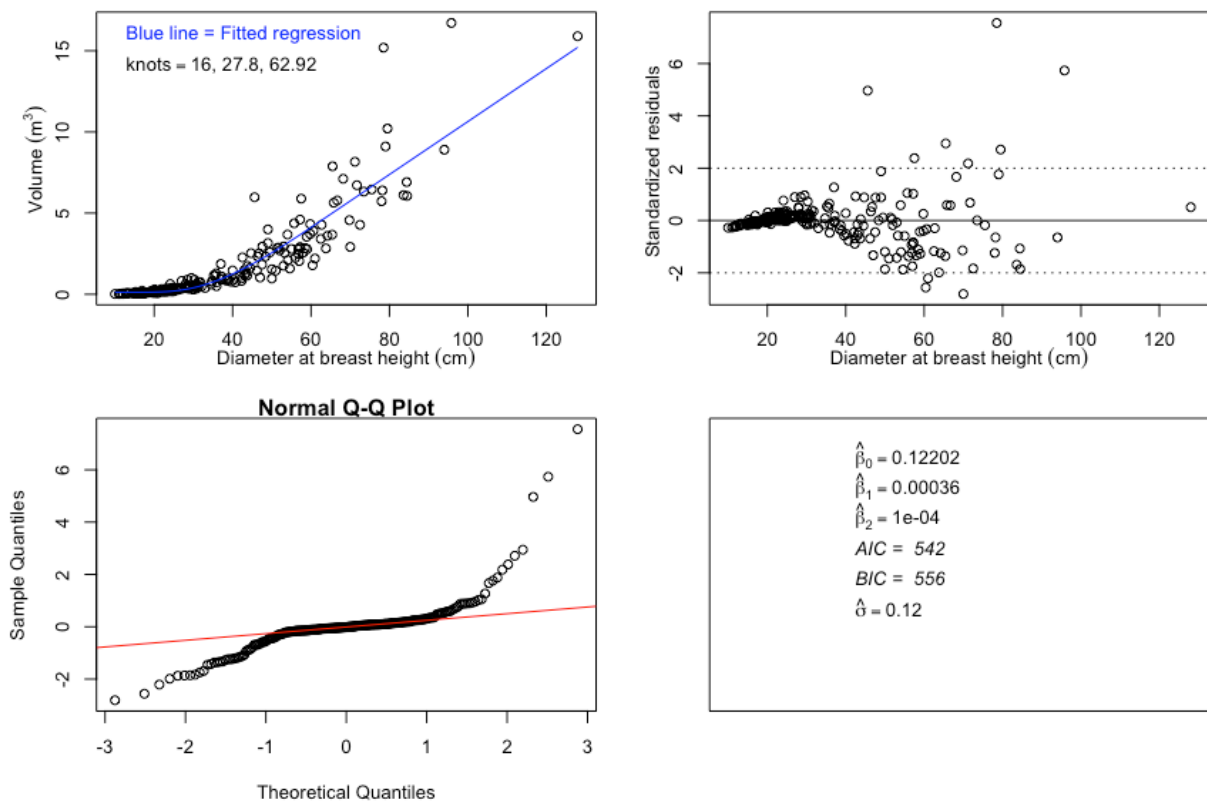 Blue line = Fitted regression
knots = 16, 27.8, 62.92
Volume (m³)
15
10
5
0
20 40 60 80 100 120
Diameter at breast height (cm)
Standardized residuals
6
4
2
0
-2
20 40 60 80 100 120
Diameter at breast height (cm)
Normal Q-Q Plot
Sample Quantiles
6
4
2
0
-2
-3 -2 -1 0 1 2 3
Theoretical Quantiles
β̂₀ = 0.12202
β̂₁ = 0.00036
β̂₂ = 1e-04
AIC = 542
BIC = 556
σ̂ = 0.12